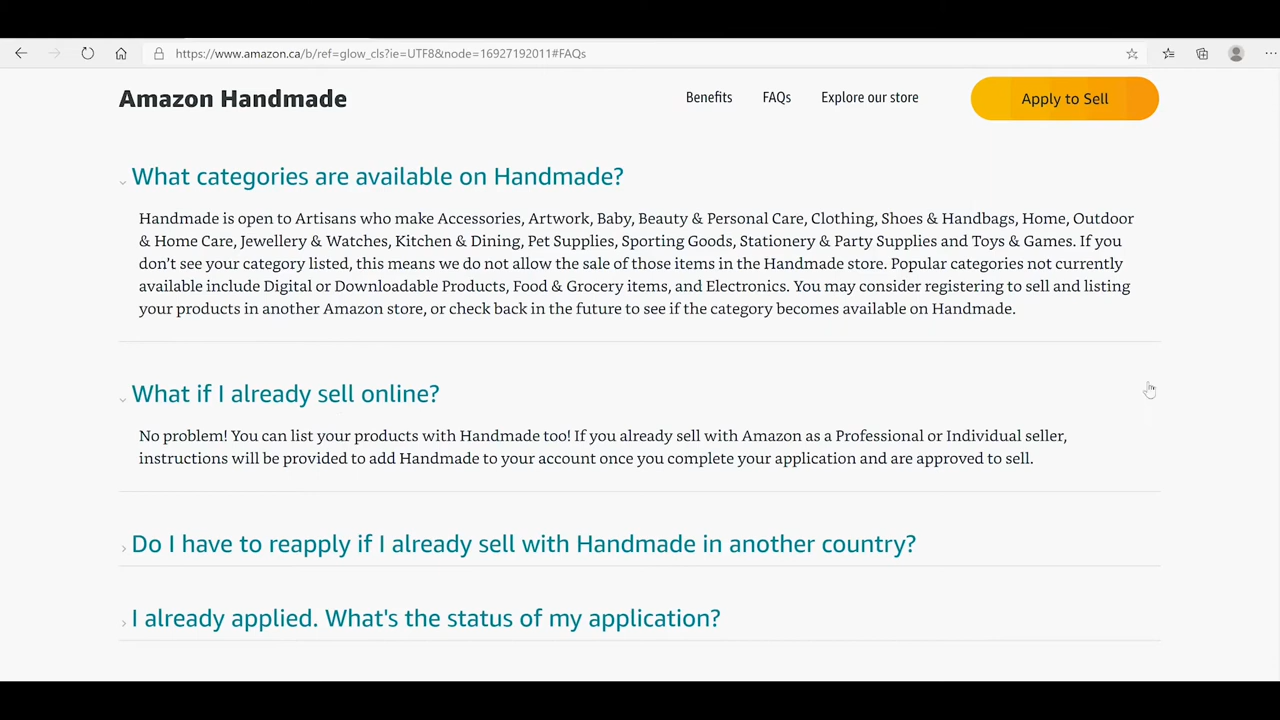 https://www.amazon.ca/b/ref=glow_cls?ie=UTF8&node=16927192011#FAQs
Amazon Handmade
Benefits
FAQs
Explore our store
Apply to Sell
What categories are available on Handmade?
Handmade is open to Artisans who make Accessories, Artwork, Baby, Beauty & Personal Care, Clothing, Shoes & Handbags, Home, Outdoor
& Home Care, Jewellery & Watches, Kitchen & Dining, Pet Supplies, Sporting Goods, Stationery & Party Supplies and Toys & Games. If you
don't see your category listed, this means we do not allow the sale of those items in the Handmade store. Popular categories not currently
available include Digital or Downloadable Products, Food & Grocery items, and Electronics. You may consider registering to sell and listing
your products in another Amazon store, or check back in the future to see if the category becomes available on Handmade.
What if I already sell online?
No problem! You can list your products with Handmade too! If you already sell with Amazon as a Professional or Individual seller,
instructions will be provided to add Handmade to your account once you complete your application and are approved to sell.
Do I have to reapply if I already sell with Handmade in another country?
I already applied. What's the status of my application?